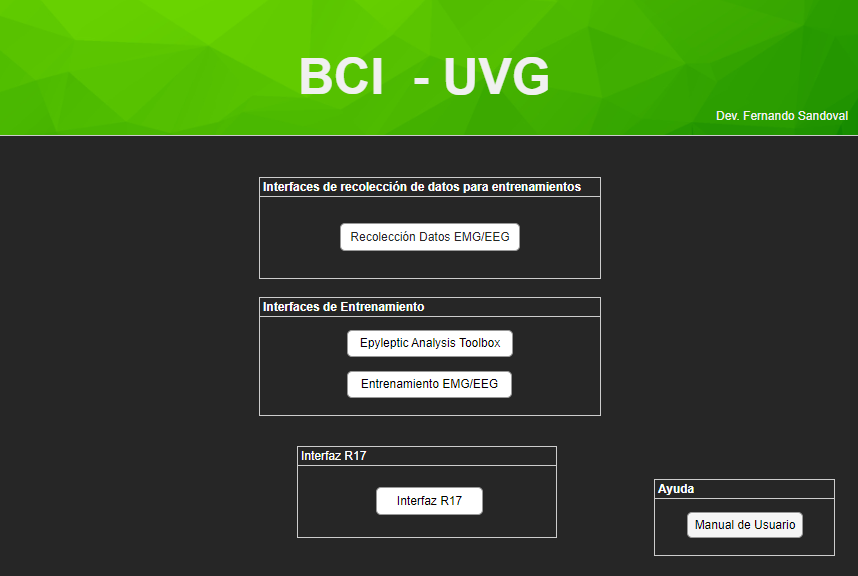 BCI - UVG
Dev. Fernando Sandoval
Interfaces de recolección de datos para entrenamientos
Recolección Datos EMG/EEG
Interfaces de Entrenamiento
Epyleptic Analysis Toolbox
Entrenamiento EMG/EEG
Interfaz R17
Interfaz R17
Ayuda
Manual de Usuario